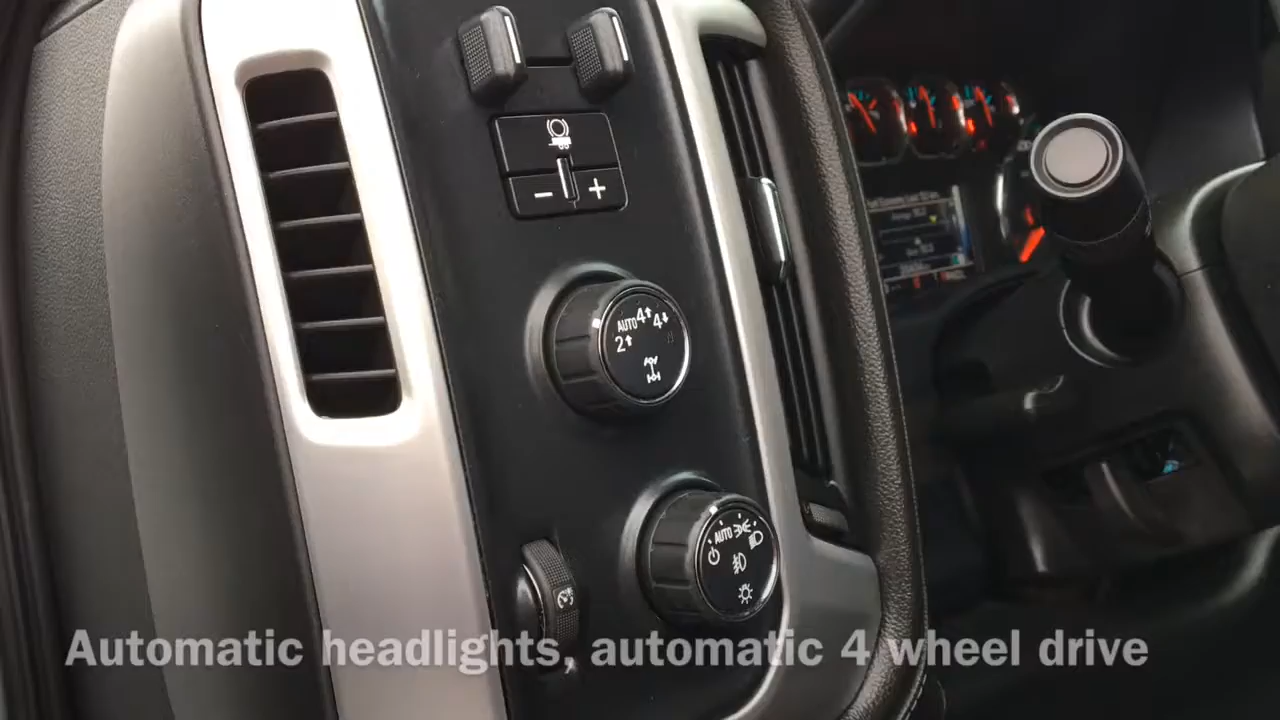 − +
AUTO 4↑ 4↓
2↑
AUTO
Automatic headlights, automatic 4 wheel drive